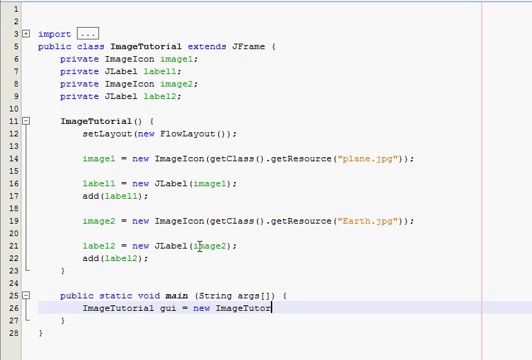 1
2
3 import ...
5 public class ImageTutorial extends JFrame {
6 private ImageIcon image1;
7 private JLabel label1;
8 private ImageIcon image2;
9 private JLabel label2;
10
11 ImageTutorial() {
12 setLayout(new FlowLayout());
13
14 image1 = new ImageIcon(getClass().getResource("plane.jpg"));
15
16 label1 = new JLabel(image1);
17 add(label1);
18
19 image2 = new ImageIcon(getClass().getResource("Earth.jpg"));
20
21 label2 = new JLabel(image2);
22 add(label2);
23 }
24
25 public static void main (String args[]) {
26 ImageTutorial gui = new ImageTutor
27 }
28 }